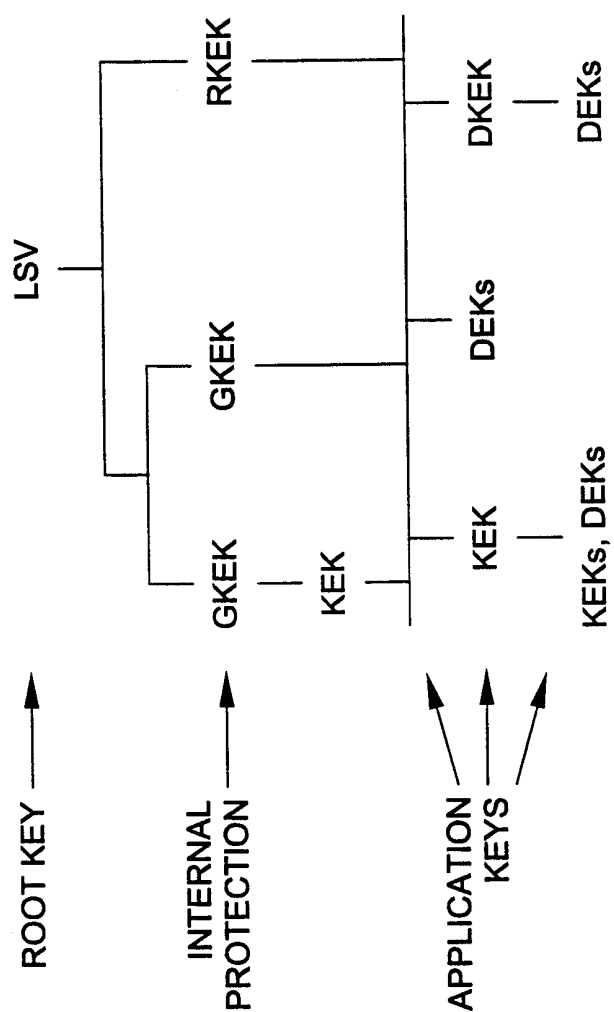 ROOT KEY
LSV
INTERNAL
PROTECTION
GKEK
GKEK
RKEK
KEK
APPLICATION
KEYS
KEK
DEKs
DKEK
KEKs, DEKs
DEKs